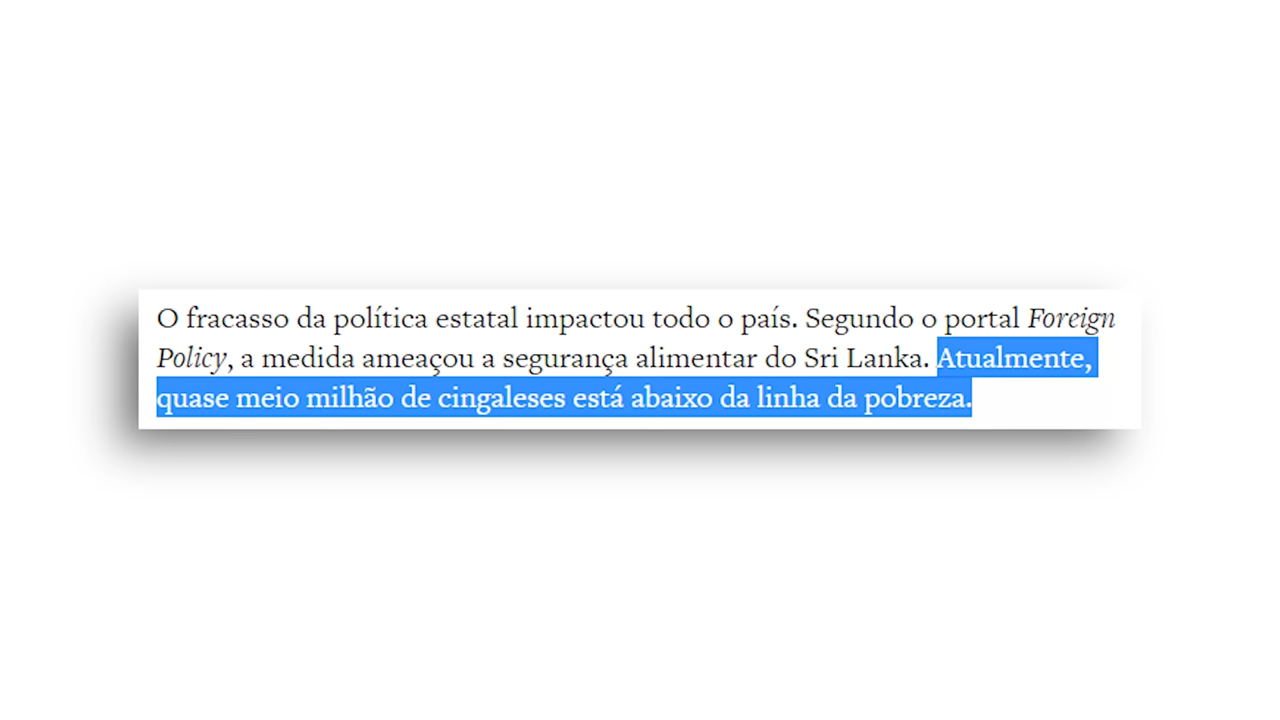 O fracasso da política estatal impactou todo o país. Segundo o portal Foreign
Policy, a medida ameaçou a segurança alimentar do Sri Lanka. Atualmente,
quase meio milhão de cingaleses está abaixo da linha da pobreza.